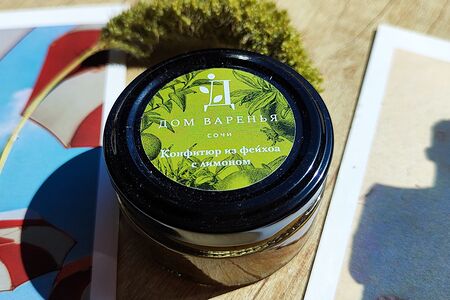 ДОМ ВАРЕНЬЯ
СОЧИ
Конфитюр из фейхоа
с лимоном